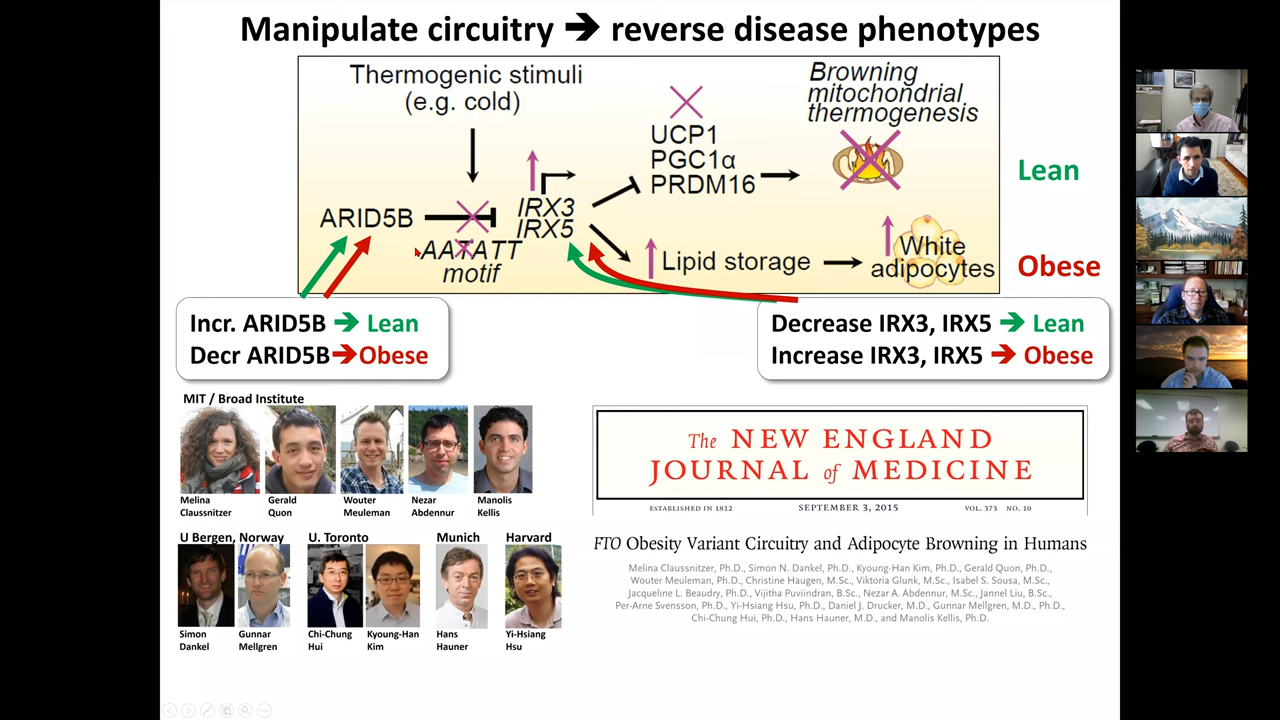 Manipulate circuitry ➔ reverse disease phenotypes
Thermogenic stimuli
(e.g. cold)
Browning
mitochondrial
thermogenesis
UCP1
PGC1α
PRDM16
Lean
ARID5B
IRX3
IRX5
AATATT
motif
Lipid storage
White
adipocytes
Obese
Incr. ARID5B ➔ Lean
Decr ARID5B➔Obese
Decrease IRX3, IRX5 ➔ Lean
Increase IRX3, IRX5 ➔ Obese
MIT / Broad Institute
Melina
Claussnitzer
Gerald
Quon
Wouter
Meuleman
Nezar
Abdennur
Manolis
Kellis
U Bergen, Norway
U. Toronto
Munich
Harvard
Simon
Dankel
Gunnar
Mellgren
Chi-Chung
Hui
Kyoung-Han
Kim
Hans
Hauner
Yi-Hsiang
Hsu
The NEW ENGLAND
JOURNAL of MEDICINE
ESTABLISHED IN 1812 SEPTEMBER 3, 2015 VOL. 373 NO. 10
FTO Obesity Variant Circuitry and Adipocyte Browning in Humans
Melina Claussnitzer, Ph.D., Simon N. Dankel, Ph.D., Kyoung-Han Kim, Ph.D., Gerald Quon, Ph.D.,
Wouter Meuleman, Ph.D., Christine Haugen, M.Sc., Viktoria Glunk, M.Sc., Isabel S. Sousa, M.Sc.,
Jacqueline L. Beaudry, Ph.D., Vijitha Puviindran, B.Sc., Nezar A. Abdennur, M.Sc., Jannel Liu, B.Sc.,
Per-Arne Svensson, Ph.D., Yi-Hsiang Hsu, Ph.D., Daniel J. Drucker, M.D., Gunnar Mellgren, M.D., Ph.D.,
Chi-Chung Hui, Ph.D., Hans Hauner, M.D., and Manolis Kellis, Ph.D.